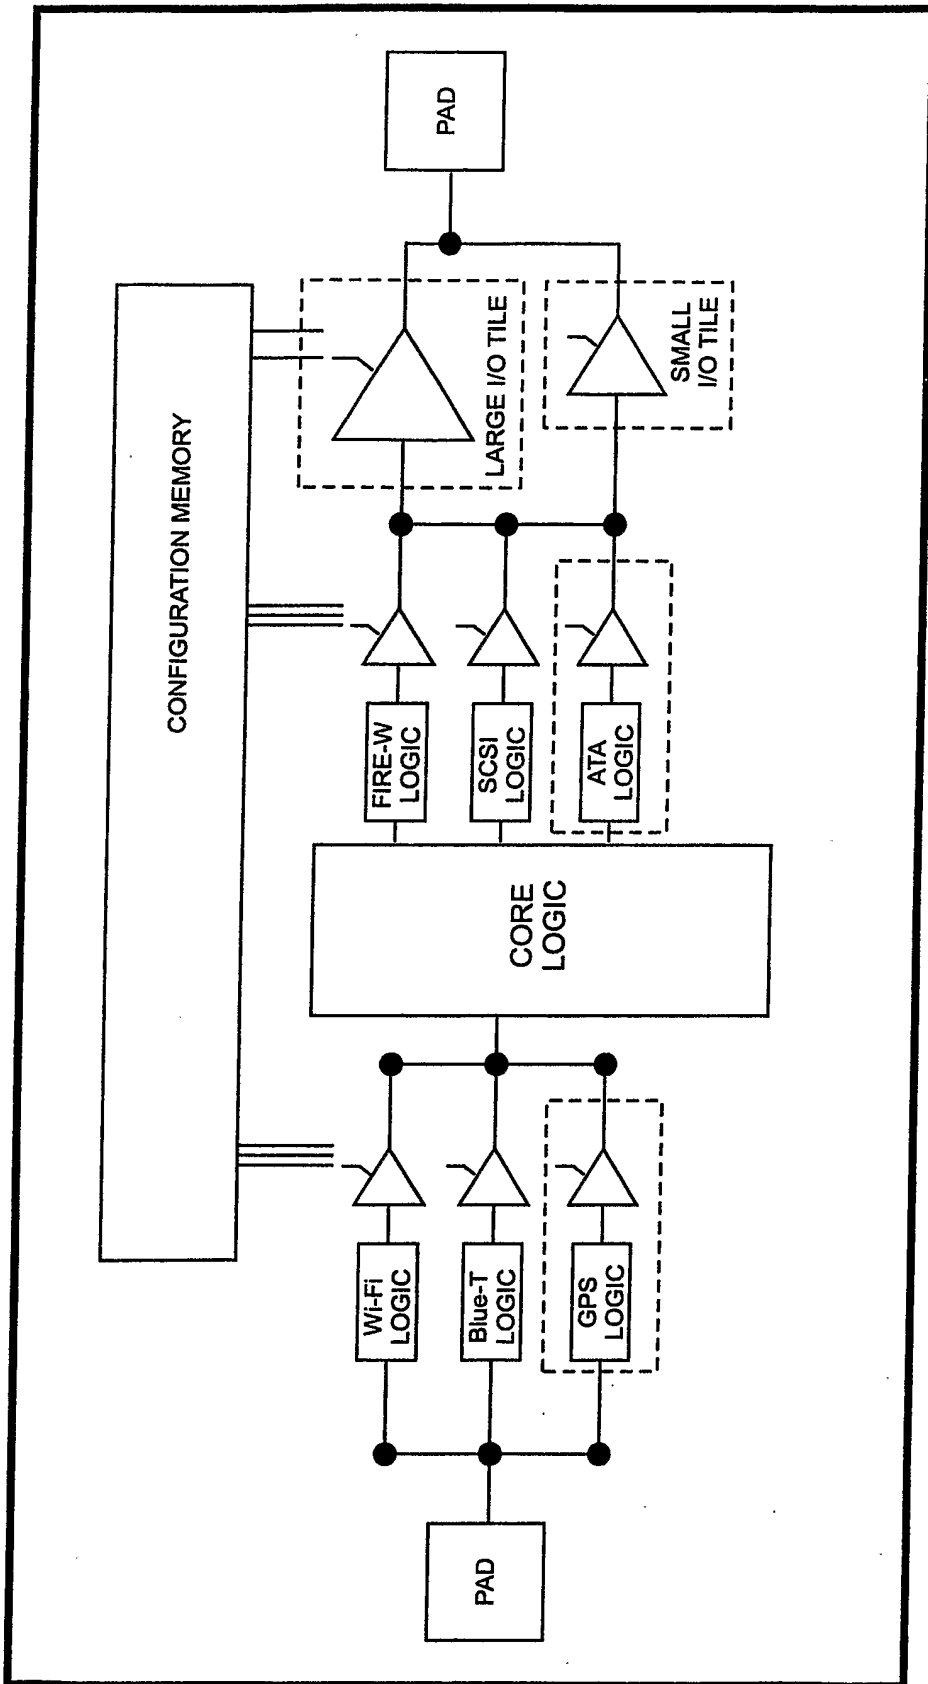 CONFIGURATION MEMORY
PAD
Wi-Fi
LOGIC
Blue-T
LOGIC
GPS
LOGIC
CORE
LOGIC
FIRE-W
LOGIC
SCSI
LOGIC
ATA
LOGIC
LARGE I/O TILE
SMALL
I/O TILE
PAD